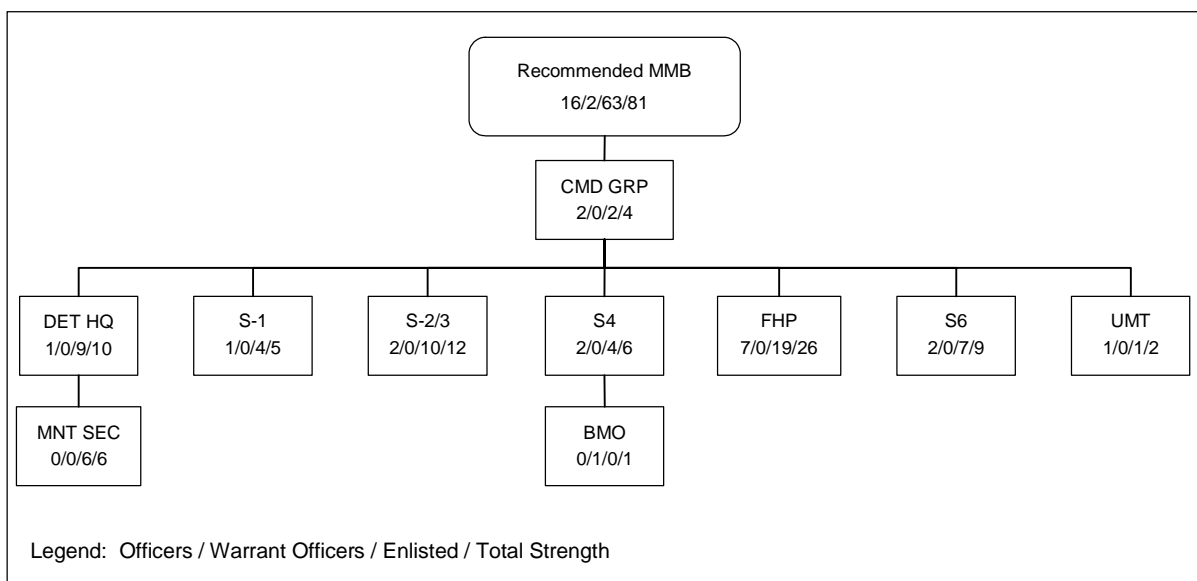 Recommended MMB
16/2/63/81
CMD GRP
2/0/2/4
DET HQ
1/0/9/10
S-1
1/0/4/5
S-2/3
2/0/10/12
S4
2/0/4/6
FHP
7/0/19/26
S6
2/0/7/9
UMT
1/0/1/2
MNT SEC
0/0/6/6
BMO
0/1/0/1
Legend: Officers / Warrant Officers / Enlisted / Total Strength